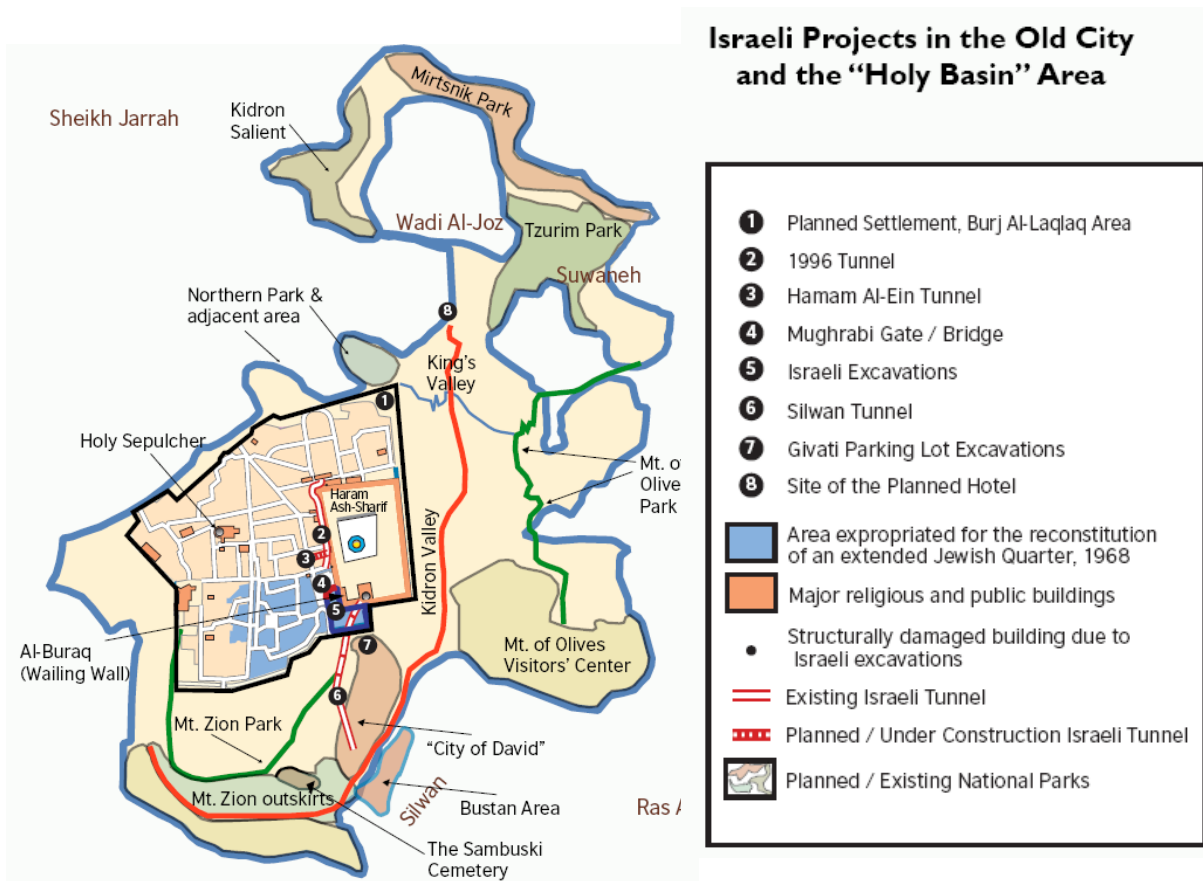 Israeli Projects in the Old City
and the “Holy Basin” Area
Sheikh Jarrah
Kidron
Salient
Mirtsnik Park
Wadi Al-Joz
Tzurim Park
Suwaneh
Northern Park &
adjacent area
8
King's
Valley
1
Holy Sepulcher
Haram
Ash-Sharif
2
3
4
5
Kidron Valley
Mt. of
Olive
Park
Al-Buraq
(Wailing Wall)
7
Mt. of Olives
Visitors' Center
6
Mt. Zion Park
“City of David”
Mt. Zion outskirts
Silwan
Bustan Area
Ras A
The Sambuski
Cemetery
1 Planned Settlement, Burj Al-Laqlaq Area
2 1996 Tunnel
3 Hamam Al-Ein Tunnel
4 Mughrabi Gate / Bridge
5 Israeli Excavations
6 Silwan Tunnel
7 Givati Parking Lot Excavations
8 Site of the Planned Hotel
Area expropriated for the reconstitution
of an extended Jewish Quarter, 1968
Major religious and public buildings
Structurally damaged building due to
Israeli excavations
Existing Israeli Tunnel
Planned / Under Construction Israeli Tunnel
Planned / Existing National Parks